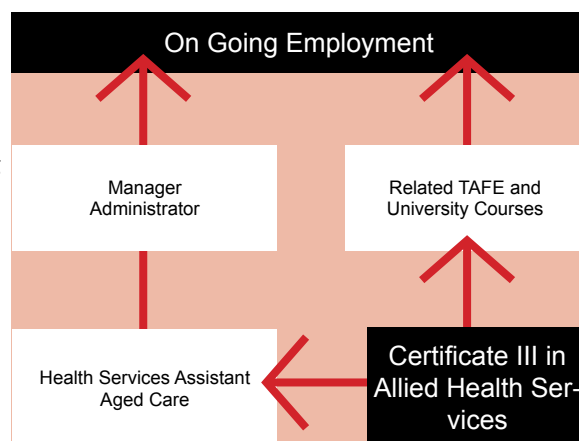 On Going Employment
Manager
Administrator
Related TAFE and
University Courses
Health Services Assistant
Aged Care
Certificate III in
Allied Health Ser-
vices